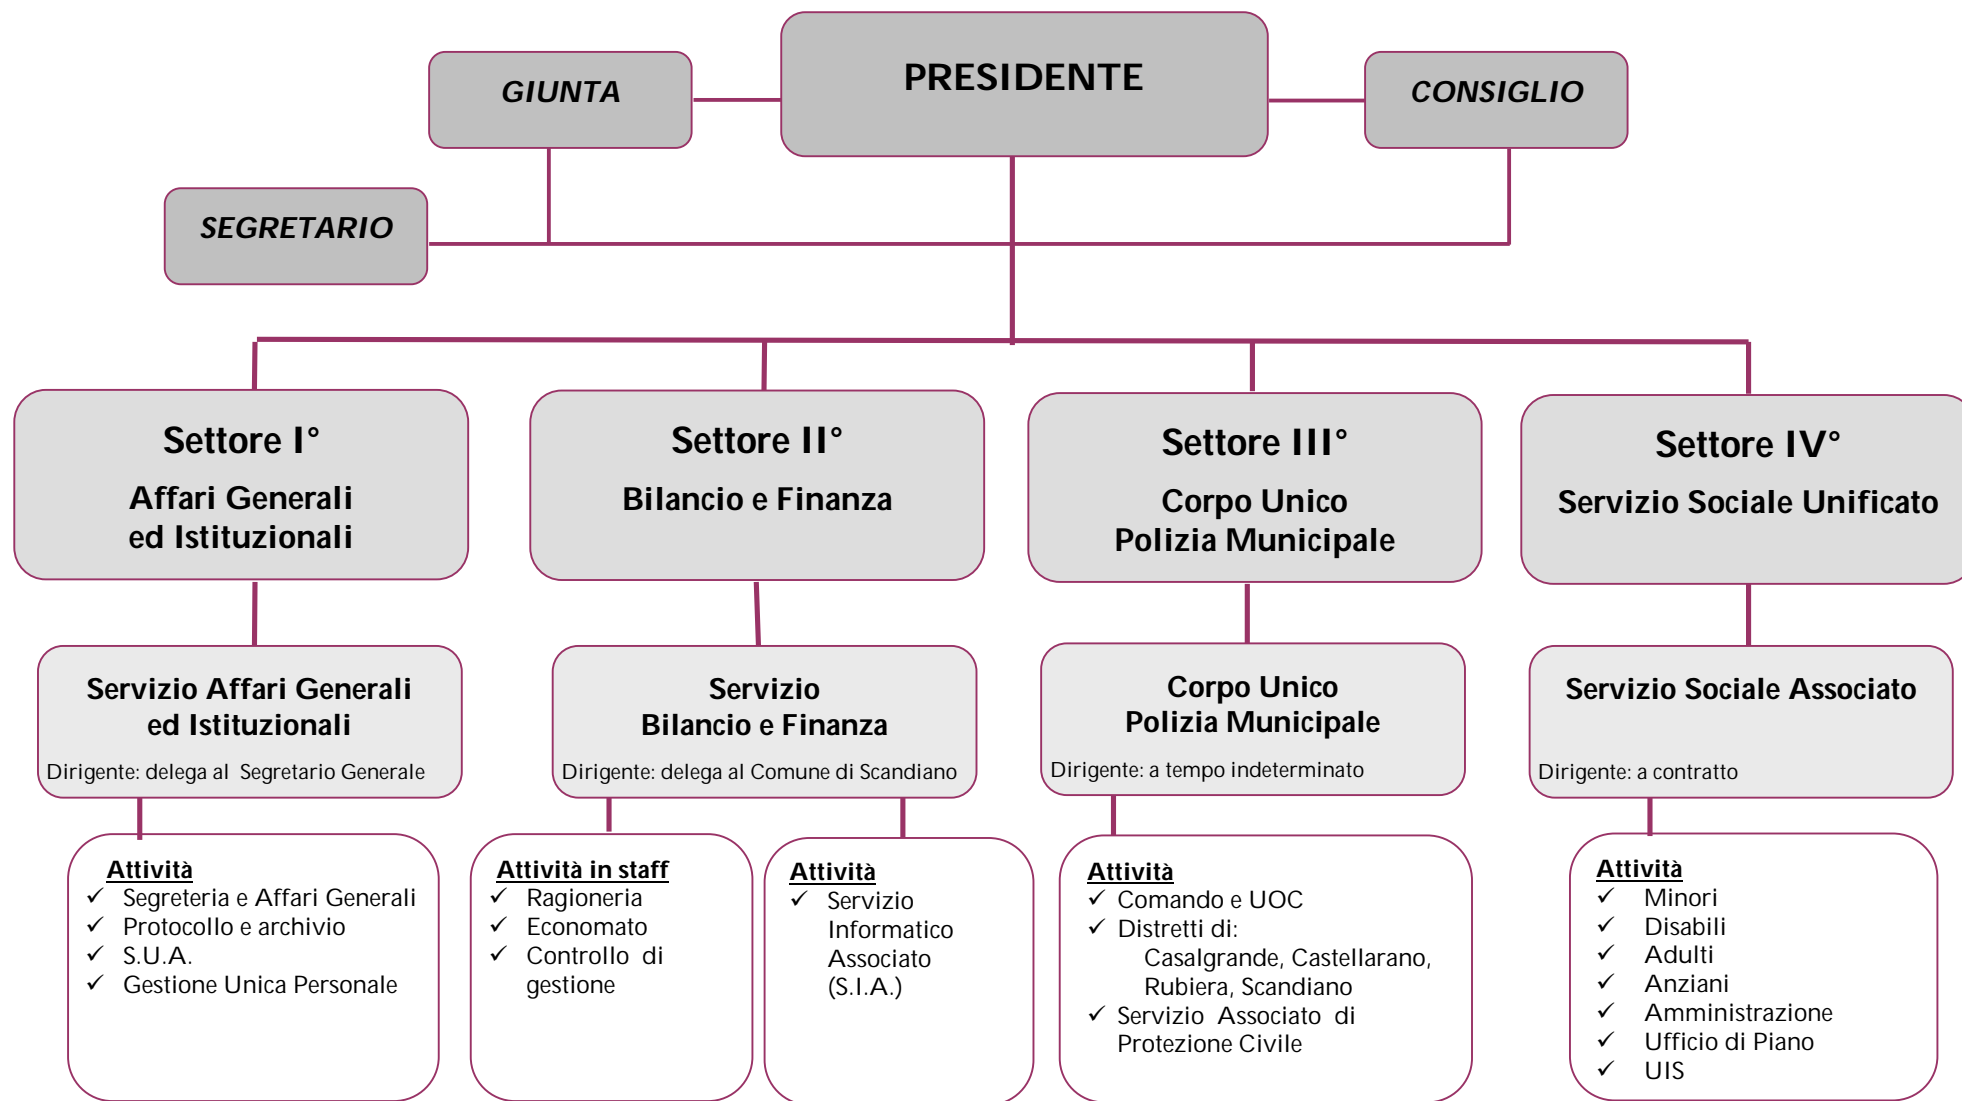 PRESIDENTE
GIUNTA
CONSIGLIO
SEGRETARIO
Settore I°
Affari Generali
ed Istituzionali
Settore II°
Bilancio e Finanza
Settore III°
Corpo Unico
Polizia Municipale
Settore IV°
Servizio Sociale Unificato
Servizio Affari Generali
ed Istituzionali
Dirigente: delega al Segretario Generale
Servizio
Bilancio e Finanza
Dirigente: delega al Comune di Scandiano
Corpo Unico
Polizia Municipale
Dirigente: a tempo indeterminato
Servizio Sociale Associato
Dirigente: a contratto
Attività
✓ Segreteria e Affari Generali
✓ Protocollo e archivio
✓ S.U.A.
✓ Gestione Unica Personale
Attività in staff
✓ Ragioneria
✓ Economato
✓ Controllo di
gestione
Attività
✓ Servizio
Informatico
Associato
(S.I.A.)
Attività
✓ Comando e UOC
✓ Distretti di:
Casalgrande, Castellarano,
Rubiera, Scandiano
✓ Servizio Associato di
Protezione Civile
Attività
✓ Minori
✓ Disabili
✓ Adulti
✓ Anziani
✓ Amministrazione
✓ Ufficio di Piano
✓ UIS